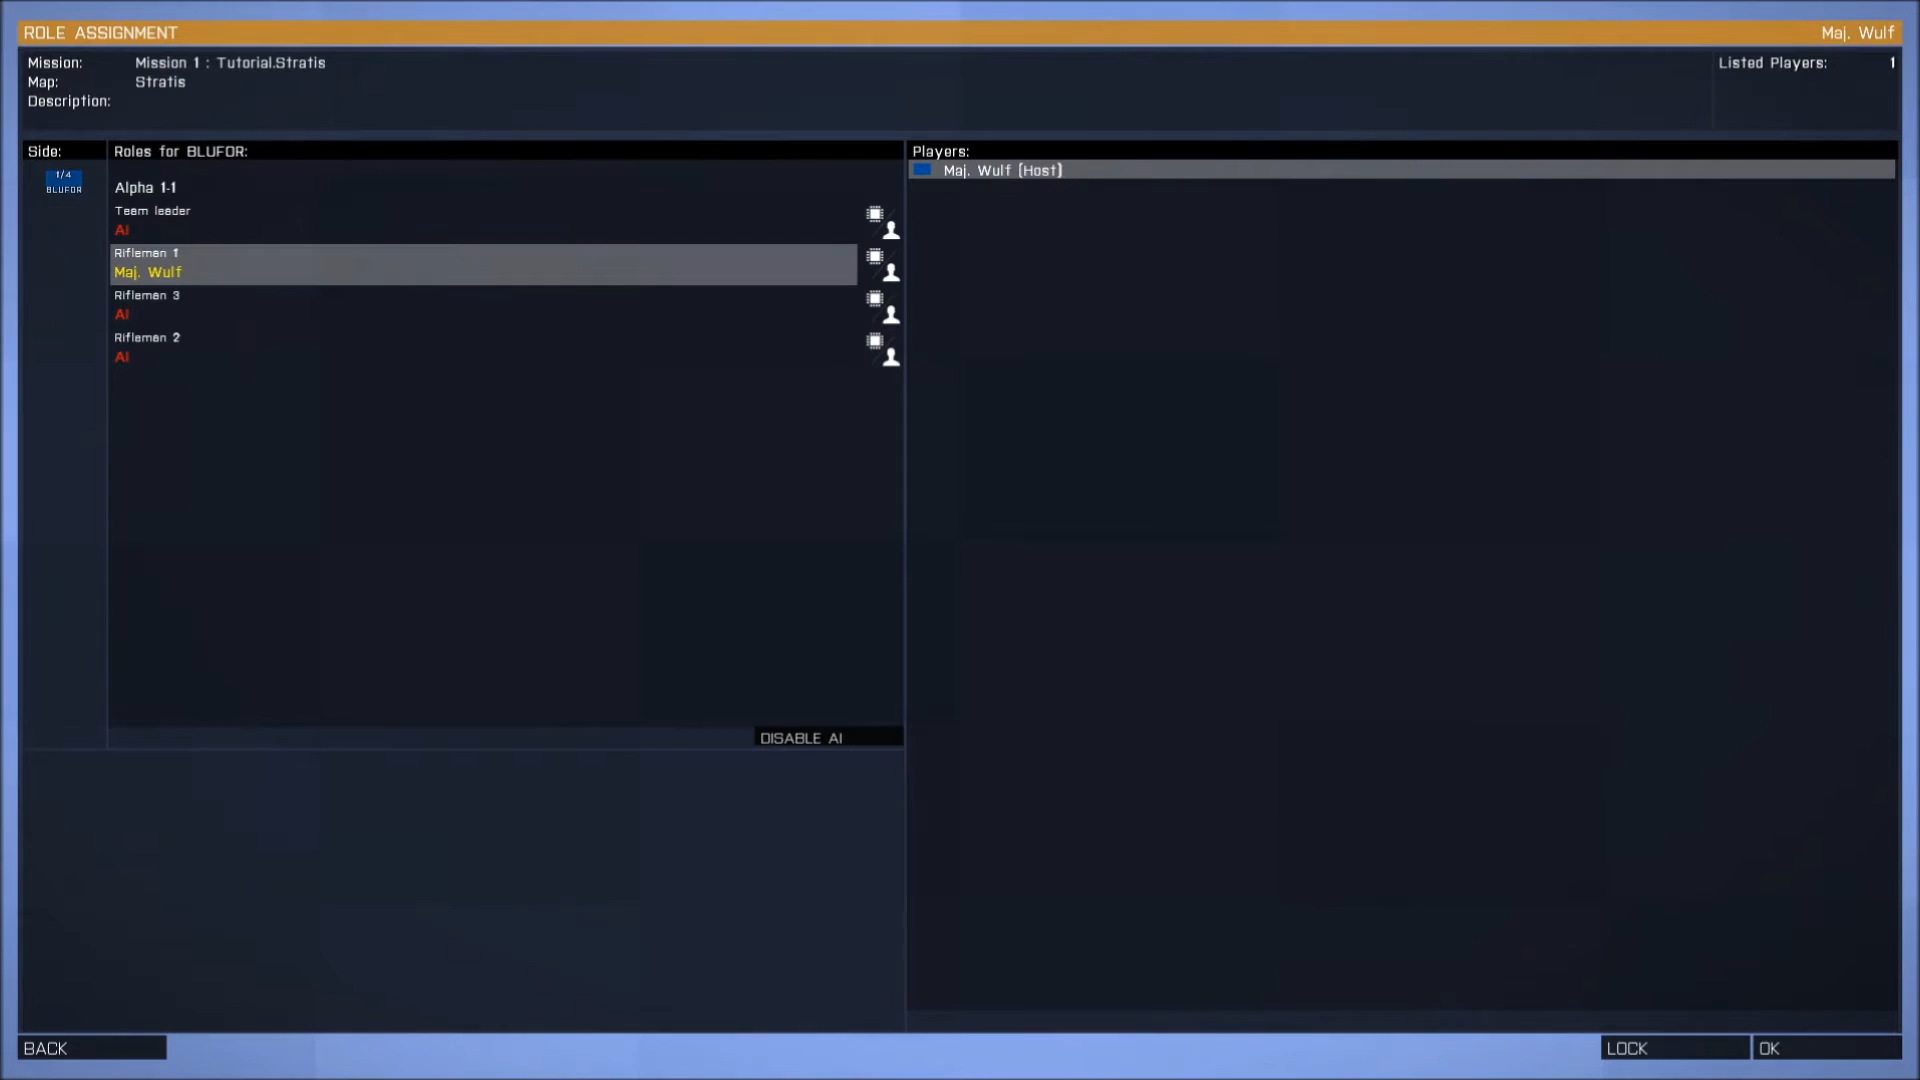 ROLE ASSIGNMENT Maj. Wulf
Mission: Mission 1 : Tutorial.Stratis Listed Players: 1
Map: Stratis
Description:
Side: Roles for BLUFOR: Players:
1/4
BLUFOR
Maj. Wulf (Host)
Alpha 1-1
Team leader
AI
Rifleman 1
Maj. Wulf
Rifleman 3
AI
Rifleman 2
AI
DISABLE AI
BACK LOCK OK